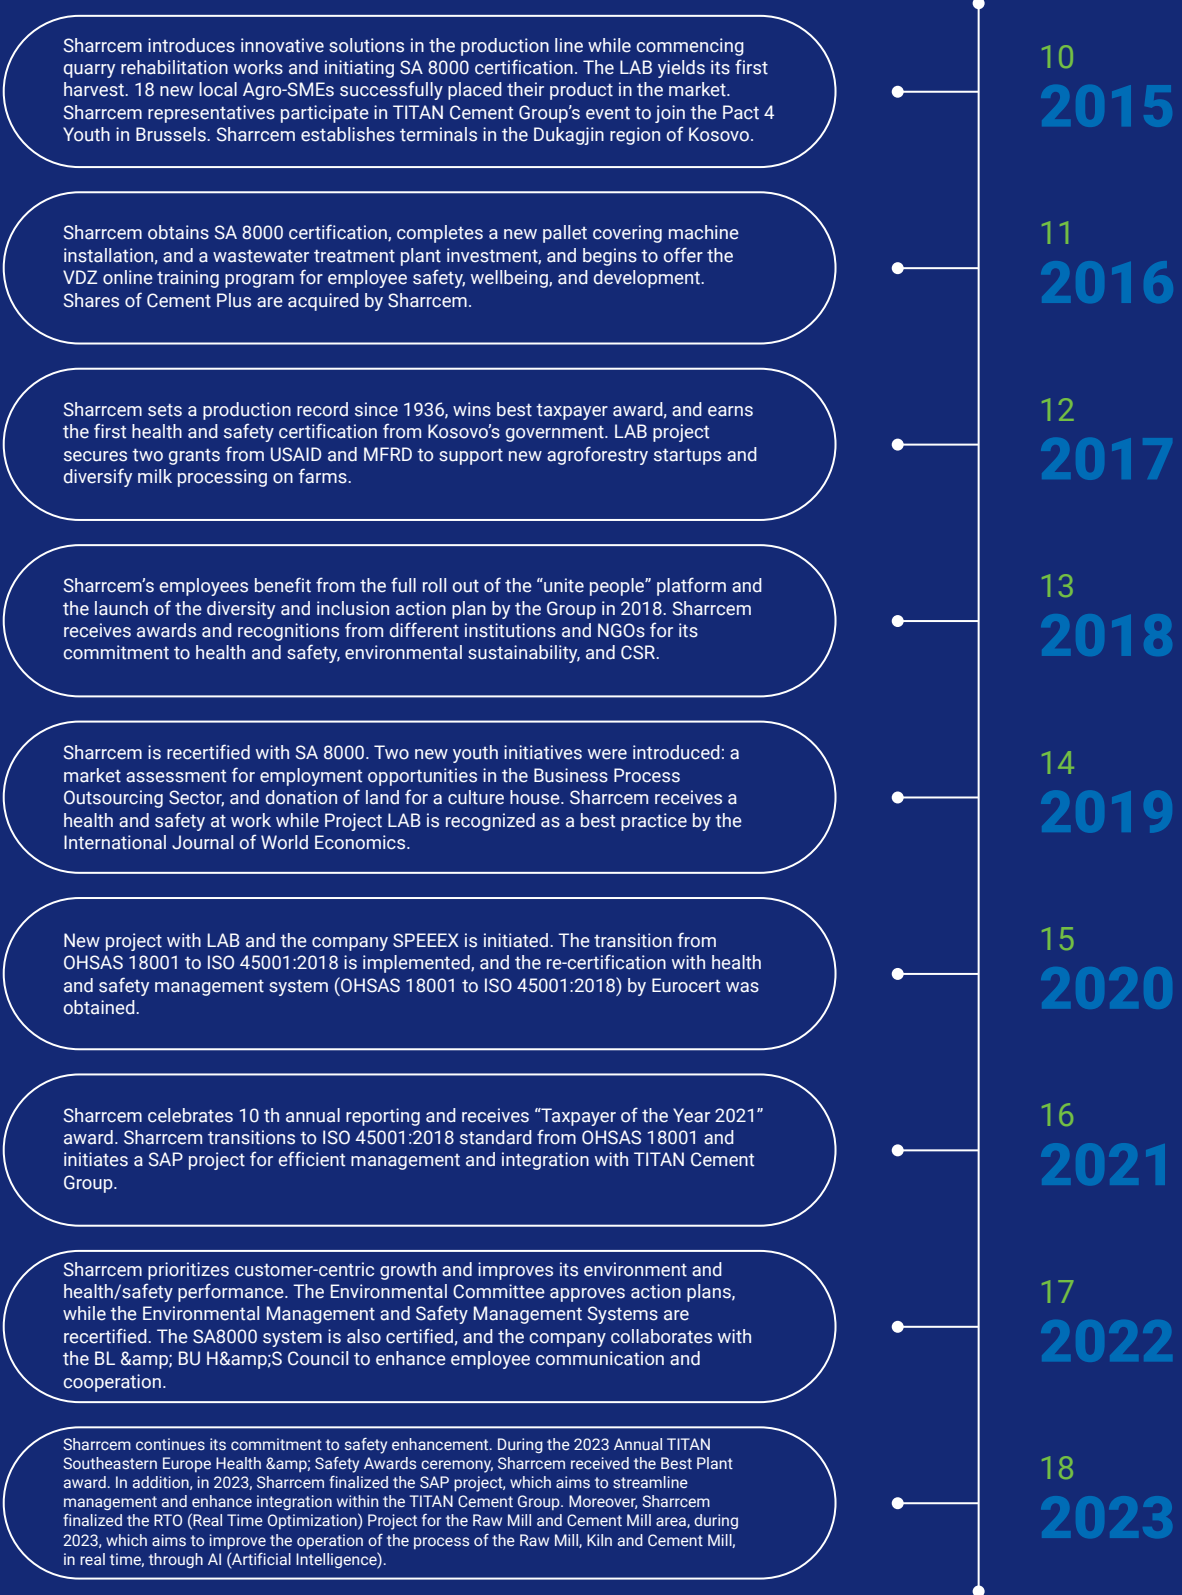 Sharrcem introduces innovative solutions in the production line while commencing
quarry rehabilitation works and initiating SA 8000 certification. The LAB yields its first
harvest. 18 new local Agro-SMEs successfully placed their product in the market.
Sharrcem representatives participate in TITAN Cement Group’s event to join the Pact 4
Youth in Brussels. Sharrcem establishes terminals in the Dukagjin region of Kosovo.
10
2015
Sharrcem obtains SA 8000 certification, completes a new pallet covering machine
installation, and a wastewater treatment plant investment, and begins to offer the
VDZ online training program for employee safety, wellbeing, and development.
Shares of Cement Plus are acquired by Sharrcem.
11
2016
Sharrcem sets a production record since 1936, wins best taxpayer award, and earns
the first health and safety certification from Kosovo’s government. LAB project
secures two grants from USAID and MFRD to support new agroforestry startups and
diversify milk processing on farms.
12
2017
Sharrcem’s employees benefit from the full roll out of the “unite people” platform and
the launch of the diversity and inclusion action plan by the Group in 2018. Sharrcem
receives awards and recognitions from different institutions and NGOs for its
commitment to health and safety, environmental sustainability, and CSR.
13
2018
Sharrcem is recertified with SA 8000. Two new youth initiatives were introduced: a
market assessment for employment opportunities in the Business Process
Outsourcing Sector, and donation of land for a culture house. Sharrcem receives a
health and safety at work while Project LAB is recognized as a best practice by the
International Journal of World Economics.
14
2019
New project with LAB and the company SPEEEX is initiated. The transition from
OHSAS 18001 to ISO 45001:2018 is implemented, and the re-certification with health
and safety management system (OHSAS 18001 to ISO 45001:2018) by Eurocert was
obtained.
15
2020
Sharrcem celebrates 10 th annual reporting and receives “Taxpayer of the Year 2021”
award. Sharrcem transitions to ISO 45001:2018 standard from OHSAS 18001 and
initiates a SAP project for efficient management and integration with TITAN Cement
Group.
16
2021
Sharrcem prioritizes customer-centric growth and improves its environment and
health/safety performance. The Environmental Committee approves action plans,
while the Environmental Management and Safety Management Systems are
recertified. The SA8000 system is also certified, and the company collaborates with
the BL &amp; BU H&amp;S Council to enhance employee communication and
cooperation.
17
2022
Sharrcem continues its commitment to safety enhancement. During the 2023 Annual TITAN
Southeastern Europe Health &amp; Safety Awards ceremony, Sharrcem received the Best Plant
award. In addition, in 2023, Sharrcem finalized the SAP project, which aims to streamline
management and enhance integration within the TITAN Cement Group. Moreover, Sharrcem
finalized the RTO (Real Time Optimization) Project for the Raw Mill and Cement Mill area, during
2023, which aims to improve the operation of the process of the Raw Mill, Kiln and Cement Mill,
in real time, through AI (Artificial Intelligence).
18
2023